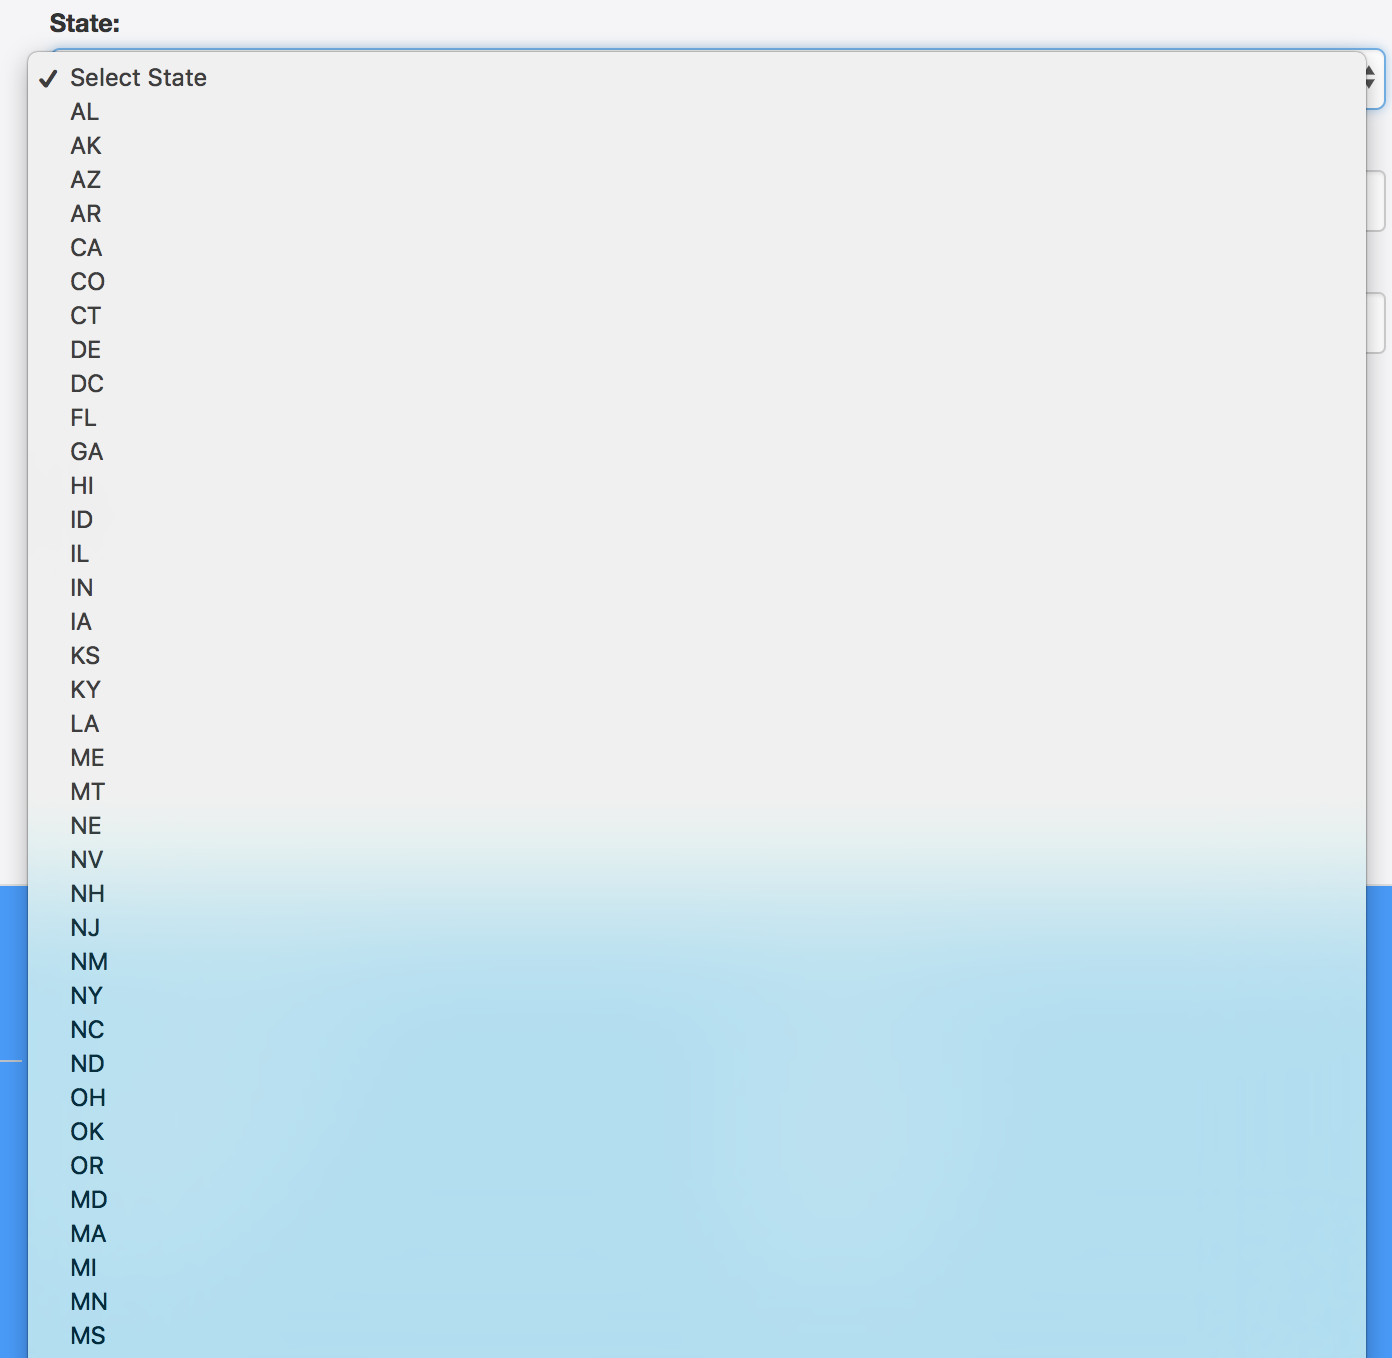 State:
✓ Select State
AL
AK
AZ
AR
CA
CO
CT
DE
DC
FL
GA
HI
ID
IL
IN
IA
KS
KY
LA
ME
MT
NE
NV
NH
NJ
NM
NY
NC
ND
OH
OK
OR
MD
MA
MI
MN
MS